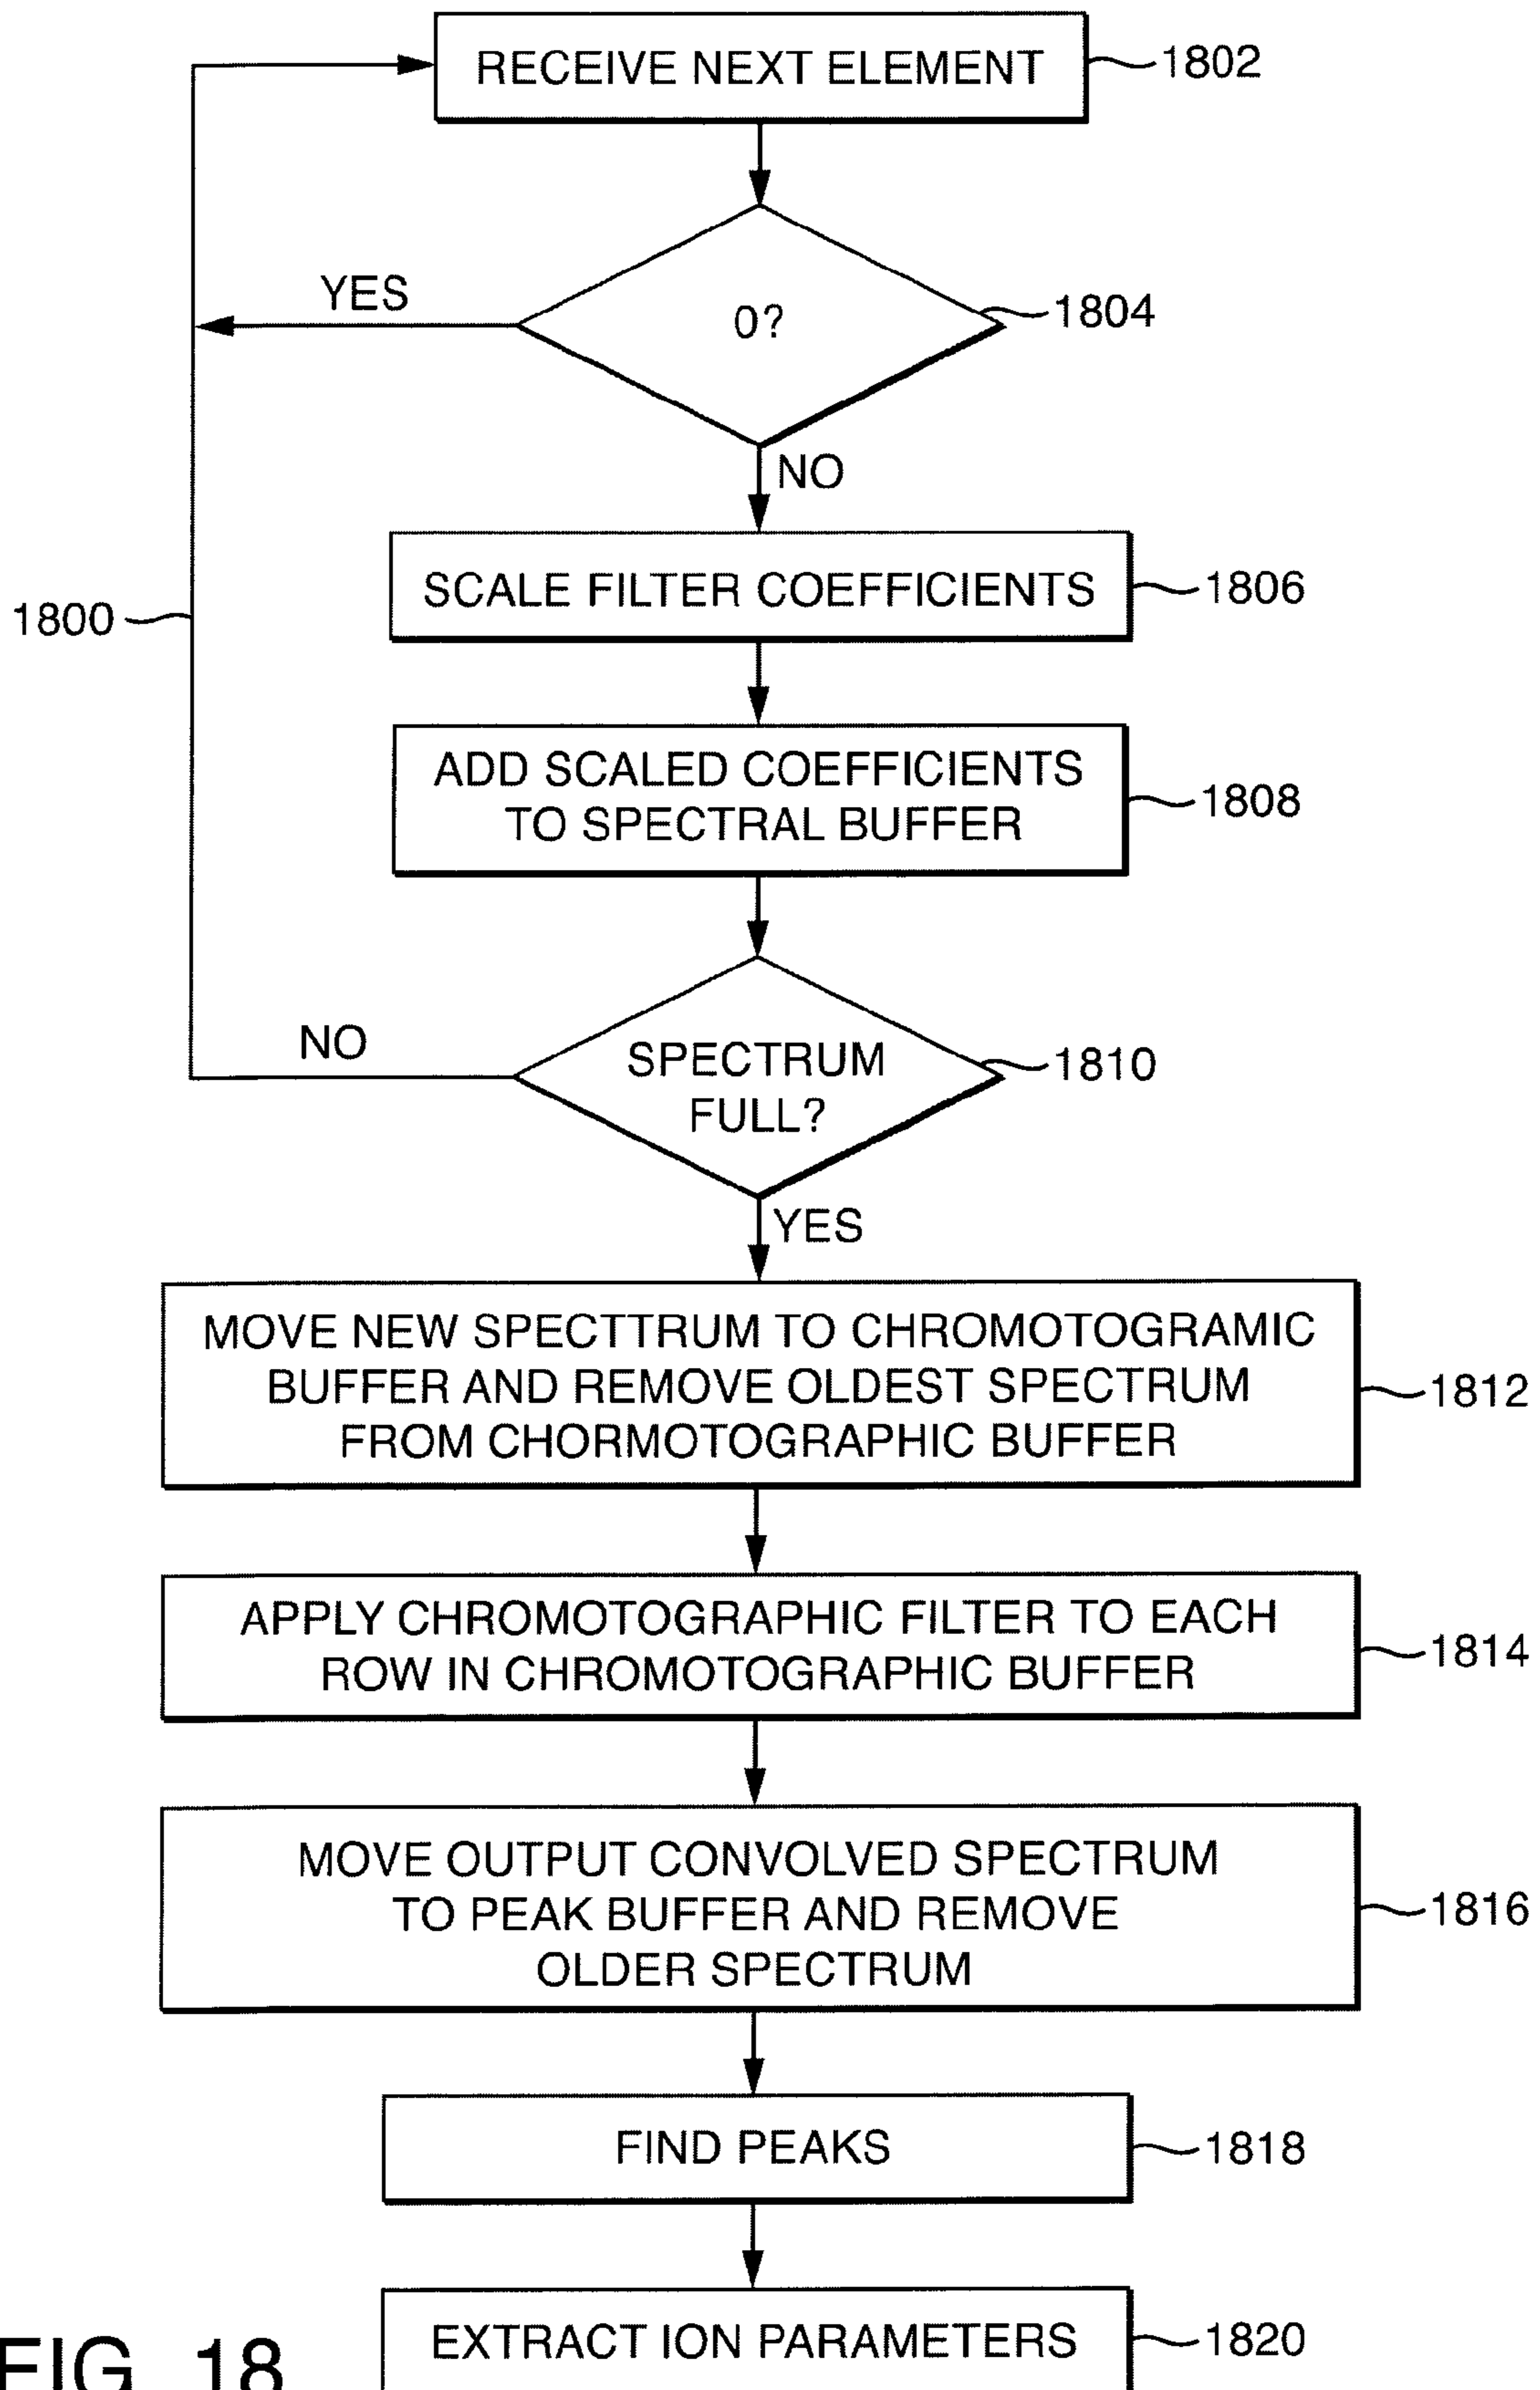 RECEIVE NEXT ELEMENT
1802
0?
1804
YES
NO
SCALE FILTER COEFFICIENTS
1806
1800
ADD SCALED COEFFICIENTS
TO SPECTRAL BUFFER
1808
SPECTRUM
FULL?
1810
NO
YES
MOVE NEW SPECTTRUM TO CHROMOTOGRAMIC
BUFFER AND REMOVE OLDEST SPECTRUM
FROM CHORMOTOGRAPHIC BUFFER
1812
APPLY CHROMOTOGRAPHIC FILTER TO EACH
ROW IN CHROMOTOGRAPHIC BUFFER
1814
MOVE OUTPUT CONVOLVED SPECTRUM
TO PEAK BUFFER AND REMOVE
OLDER SPECTRUM
1816
FIND PEAKS
1818
EXTRACT ION PARAMETERS
1820
FIG. 18